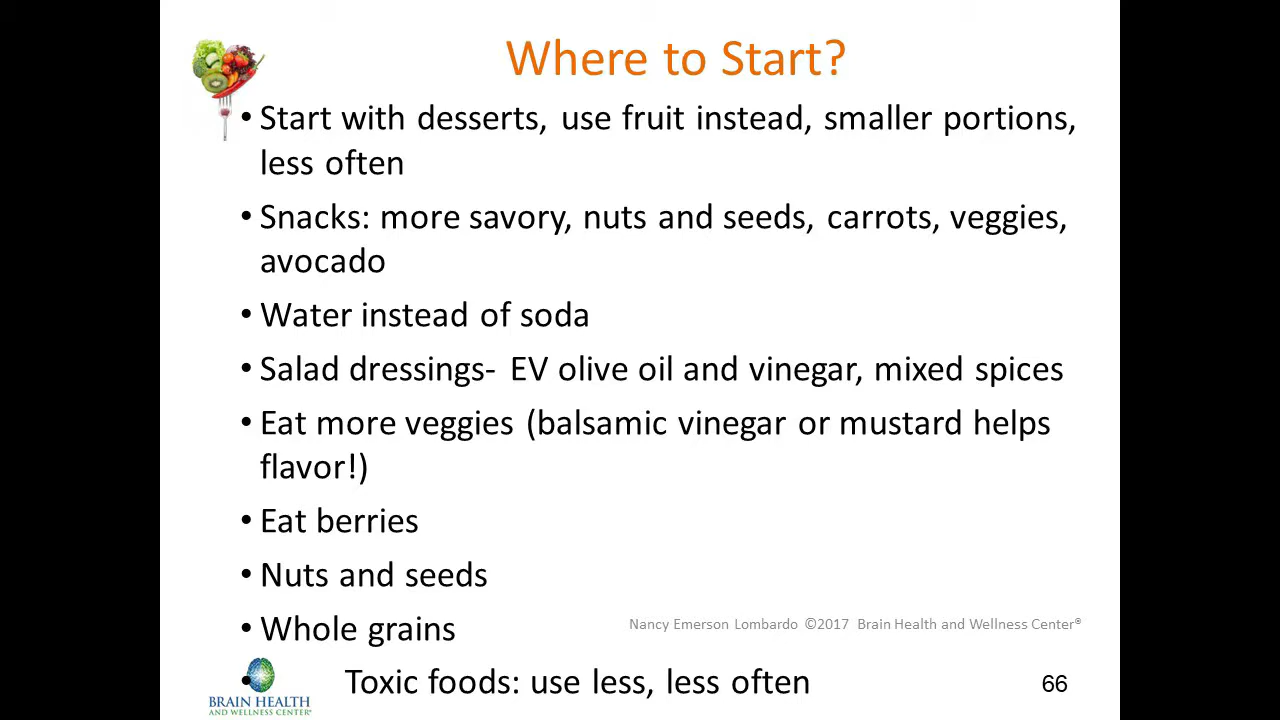 Where to Start?
• Start with desserts, use fruit instead, smaller portions,
less often
• Snacks: more savory, nuts and seeds, carrots, veggies,
avocado
• Water instead of soda
• Salad dressings- EV olive oil and vinegar, mixed spices
• Eat more veggies (balsamic vinegar or mustard helps
flavor!)
• Eat berries
• Nuts and seeds
• Whole grains
Nancy Emerson Lombardo ©2017 Brain Health and Wellness Center®
• Toxic foods: use less, less often
BRAIN HEALTH
AND WELLNESS CENTER®
66